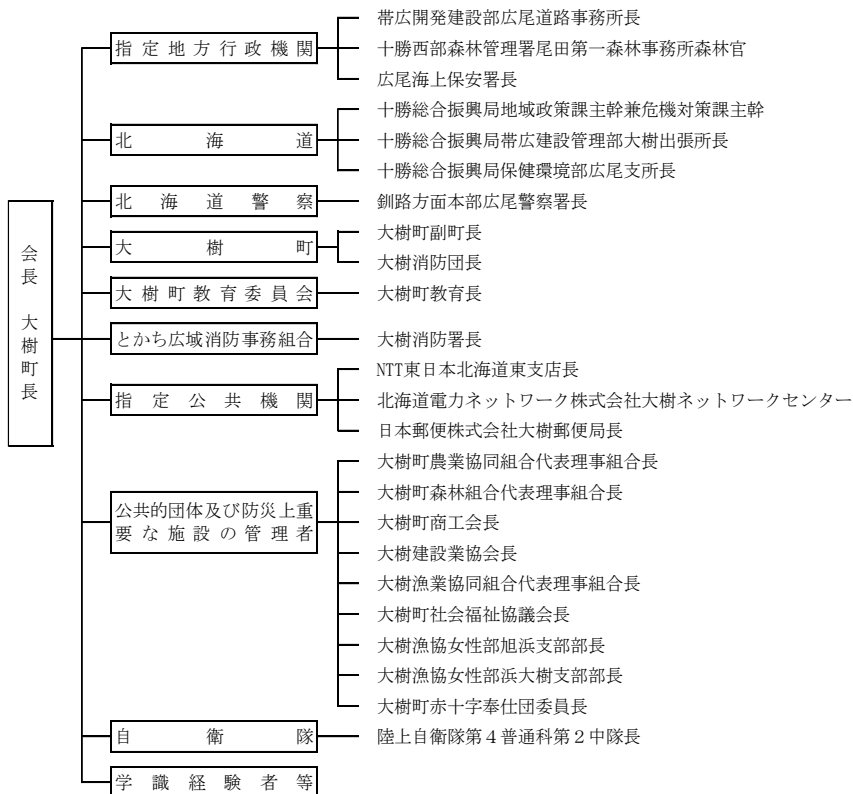 会長 大樹町長
指定地方行政機関
帯広開発建設部広尾道路事務所長
十勝西部森林管理署尾田第一森林事務所森林官
広尾海上保安署長
北海道
十勝総合振興局地域政策課主幹兼危機対策課主幹
十勝総合振興局帯広建設管理部大樹出張所長
十勝総合振興局保健環境部広尾支所長
北海道警察
釧路方面本部広尾警察署長
大樹町
大樹町副町長
大樹消防団長
大樹町教育委員会
大樹町教育長
とかち広域消防事務組合
大樹消防署長
指定公共機関
NTT東日本北海道東支店長
北海道電力ネットワーク株式会社大樹ネットワークセンター
日本郵便株式会社大樹郵便局長
公共的団体及び防災上重
要な施設の管理者
大樹町農業協同組合代表理事組合長
大樹町森林組合代表理事組合長
大樹町商工会長
大樹建設業協会長
大樹漁業協同組合代表理事組合長
大樹町社会福祉協議会長
大樹漁協女性部旭浜支部部長
大樹漁協女性部浜大樹支部部長
大樹町赤十字奉仕団委員長
自衛隊
陸上自衛隊第４普通科第２中隊長
学識経験者等